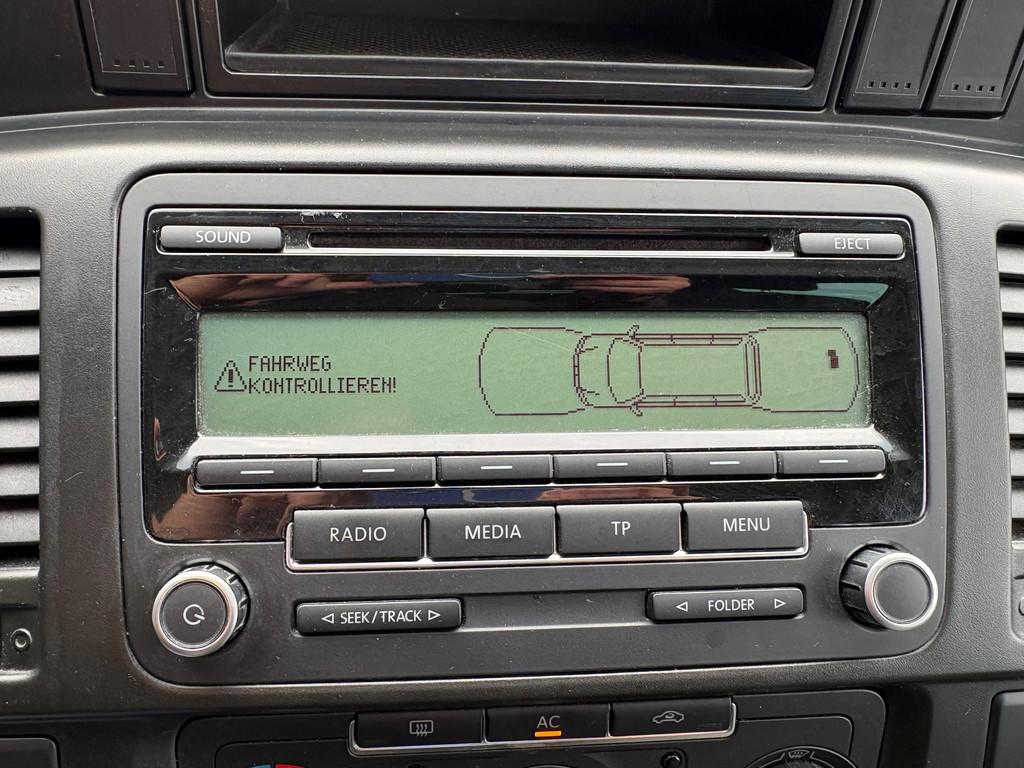 SOUND
EJECT
FAHRWEG
KONTROLLIEREN!
RADIO
MEDIA
TP
MENU
SEEK/TRACK
FOLDER
AC